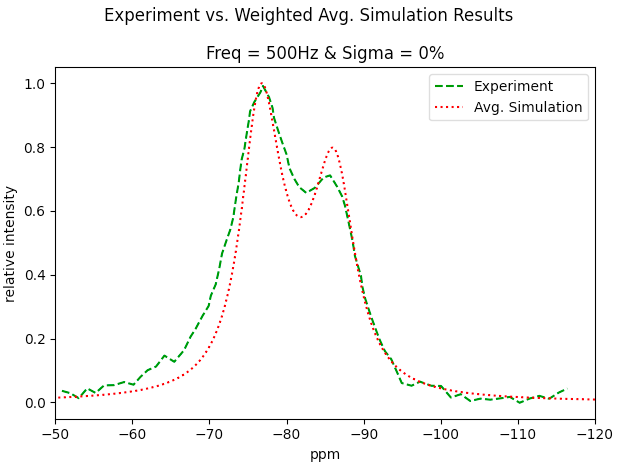 Experiment vs. Weighted Avg. Simulation Results
Freq = 500Hz & Sigma = 0%
Experiment
Avg. Simulation
relative intensity
1.0
0.8
0.6
0.4
0.2
0.0
−50 −60 −70 −80 −90 −100 −110 −120
ppm